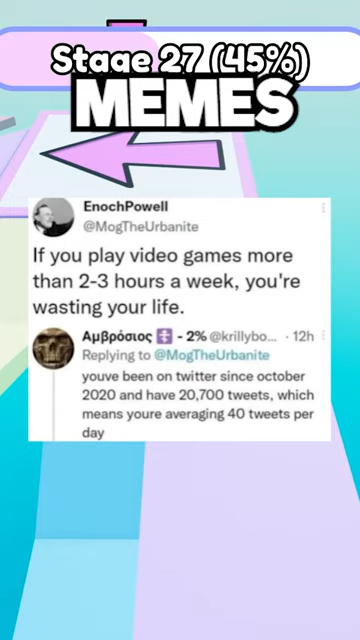 Stage 27 (45%)
MEMES
EnochPowell
@MogTheUrbanite
If you play video games more
than 2-3 hours a week, you're
wasting your life.
Αμβρόσιος ☦ - 2% @krillybo... · 12h
Replying to @MogTheUrbanite
youve been on twitter since october
2020 and have 20,700 tweets, which
means youre averaging 40 tweets per
day